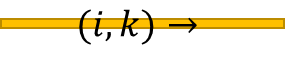 (i, k) →